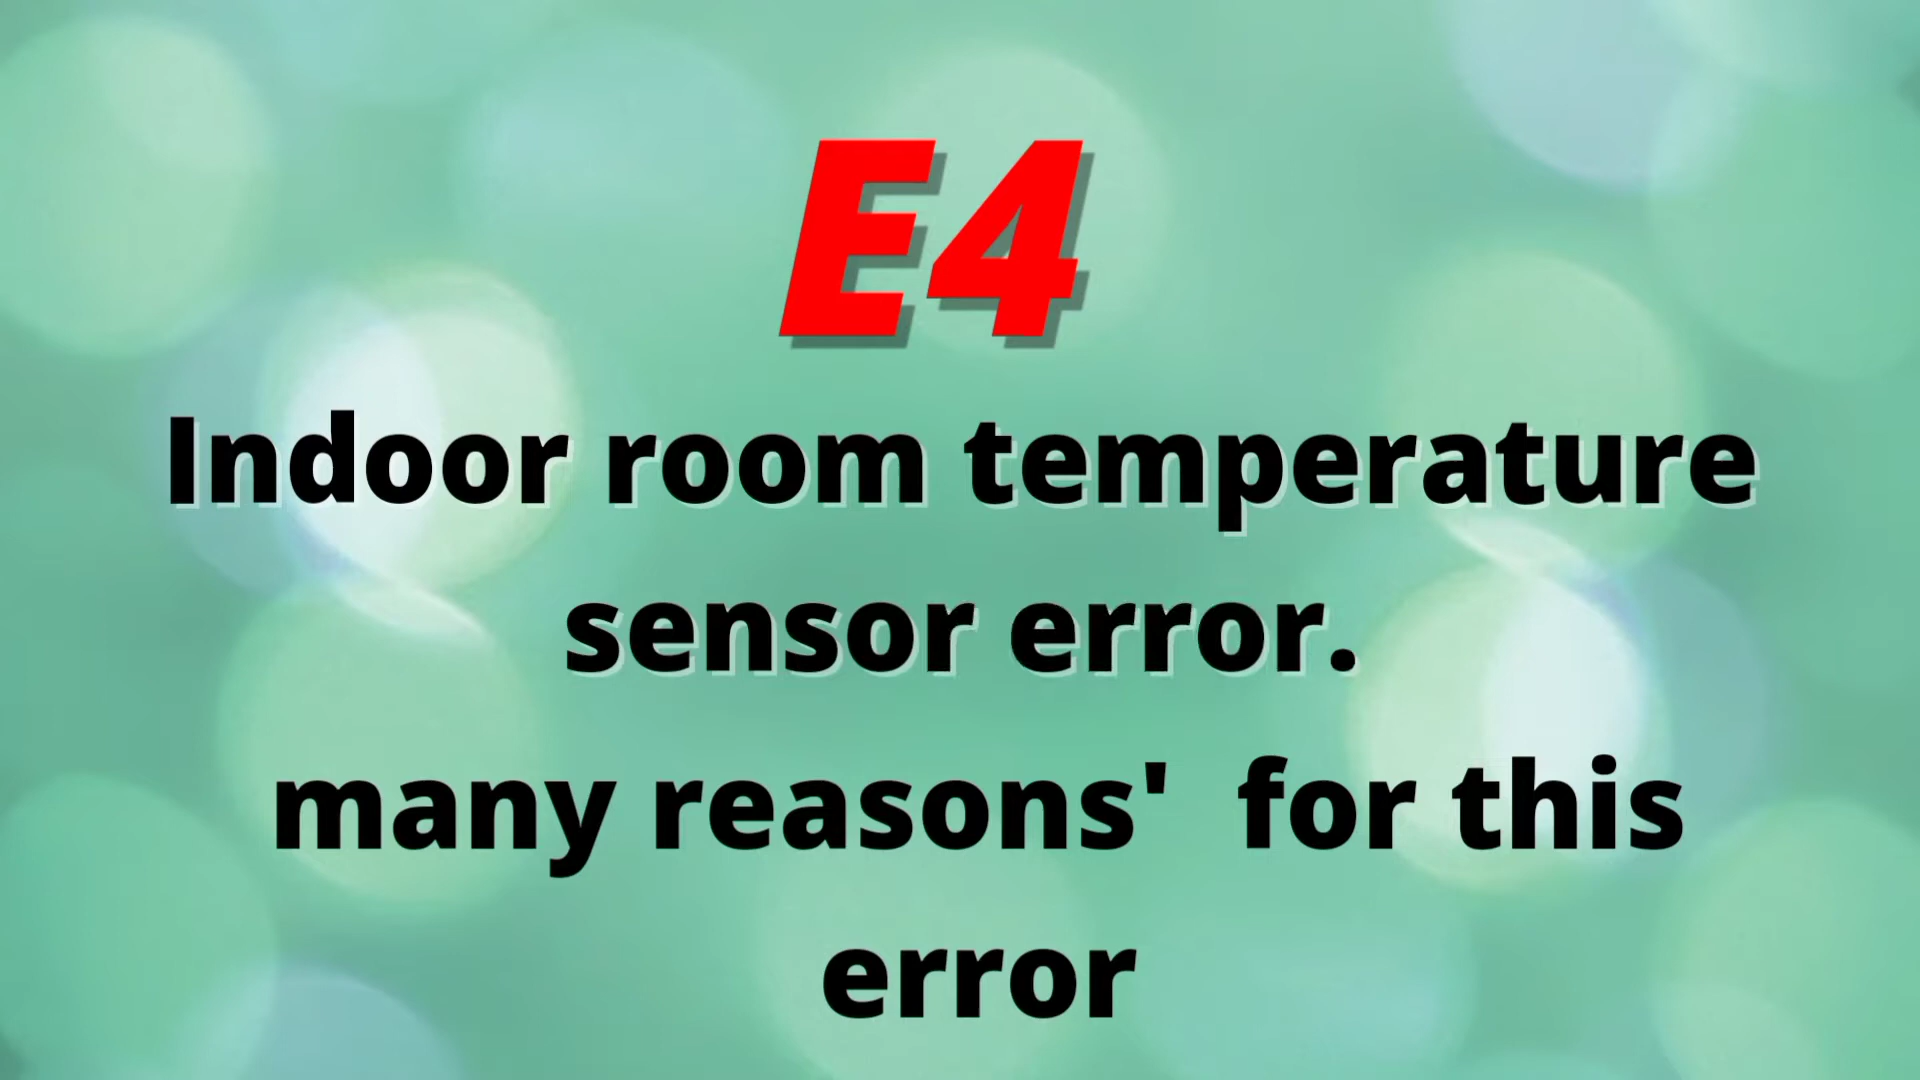 E4
Indoor room temperature
sensor error.
many reasons'  for this
error